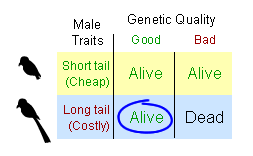 Male Traits Genetic Quality
Good Bad
Short tail (Cheap) Alive Alive
Long tail (Costly) Alive Dead